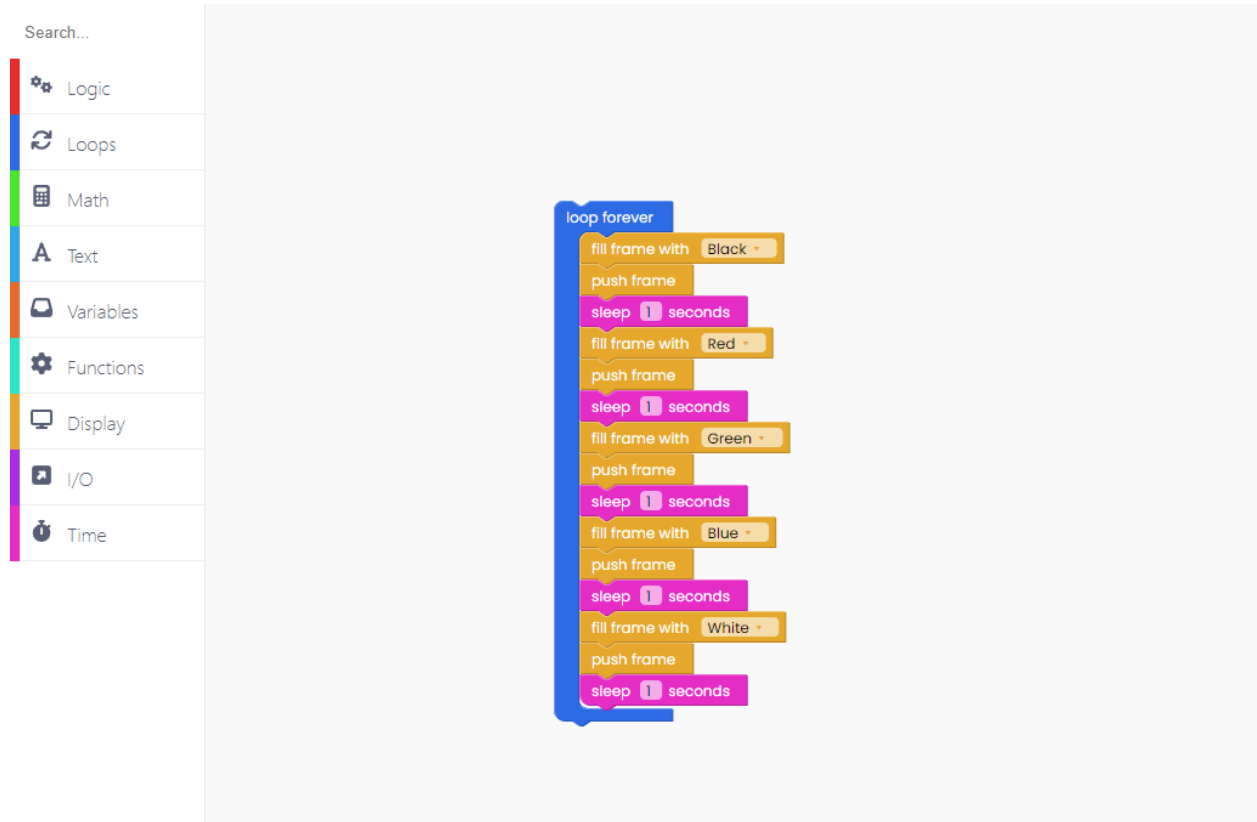 Search...
Logic
Loops
Math
Text
Variables
Functions
Display
I/O
Time
loop forever
fill frame with Black
push frame
sleep 1 seconds
fill frame with Red
push frame
sleep 1 seconds
fill frame with Green
push frame
sleep 1 seconds
fill frame with Blue
push frame
sleep 1 seconds
fill frame with White
push frame
sleep 1 seconds